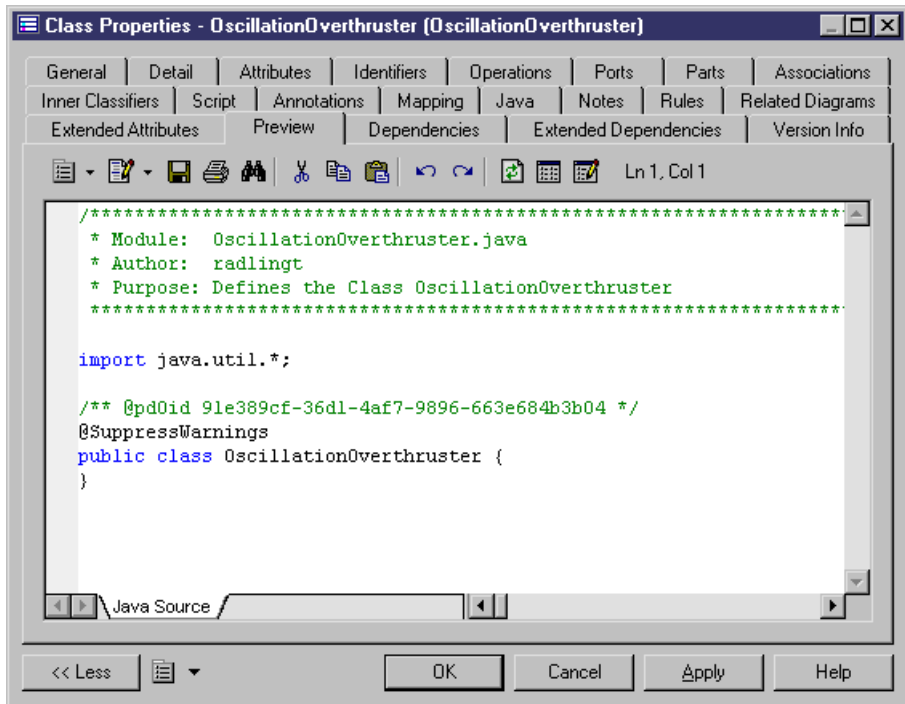 Class Properties - OscillationOverthruster (OscillationOverthruster)
General Detail Attributes Identifiers Operations Ports Parts Associations
Inner Classifiers Script Annotations Mapping Java Notes Rules Related Diagrams
Extended Attributes Preview Dependencies Extended Dependencies Version Info
Ln 1, Col 1
/*******************************************************************
* Module:  OscillationOverthruster.java
* Author:  radlingt
* Purpose: Defines the Class OscillationOverthruster
*******************************************************************
import java.util.*;
/** @pdOid 91e389cf-36d1-4af7-9896-663e684b3b04 */
@SuppressWarnings
public class OscillationOverthruster {
}
Java Source
<< Less OK Cancel Apply Help